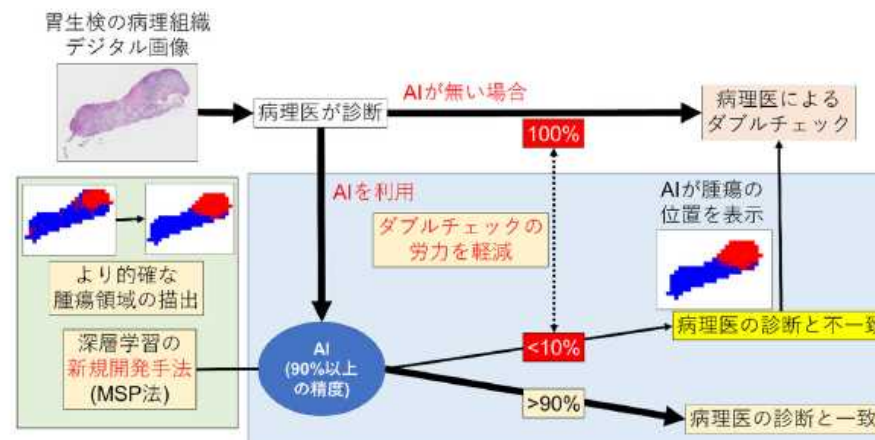 胃生検の病理組織
デジタル画像
病理医が診断
AIが無い場合
100%
病理医による
ダブルチェック
AIを利用
ダブルチェックの
労力を軽減
AIが腫瘍の
位置を表示
より的確な
腫瘍領域の描出
深層学習の
新規開発手法
(MSP法)
AI
(90%以上
の精度)
<10%
病理医の診断と不一致
>90%
病理医の診断と一致